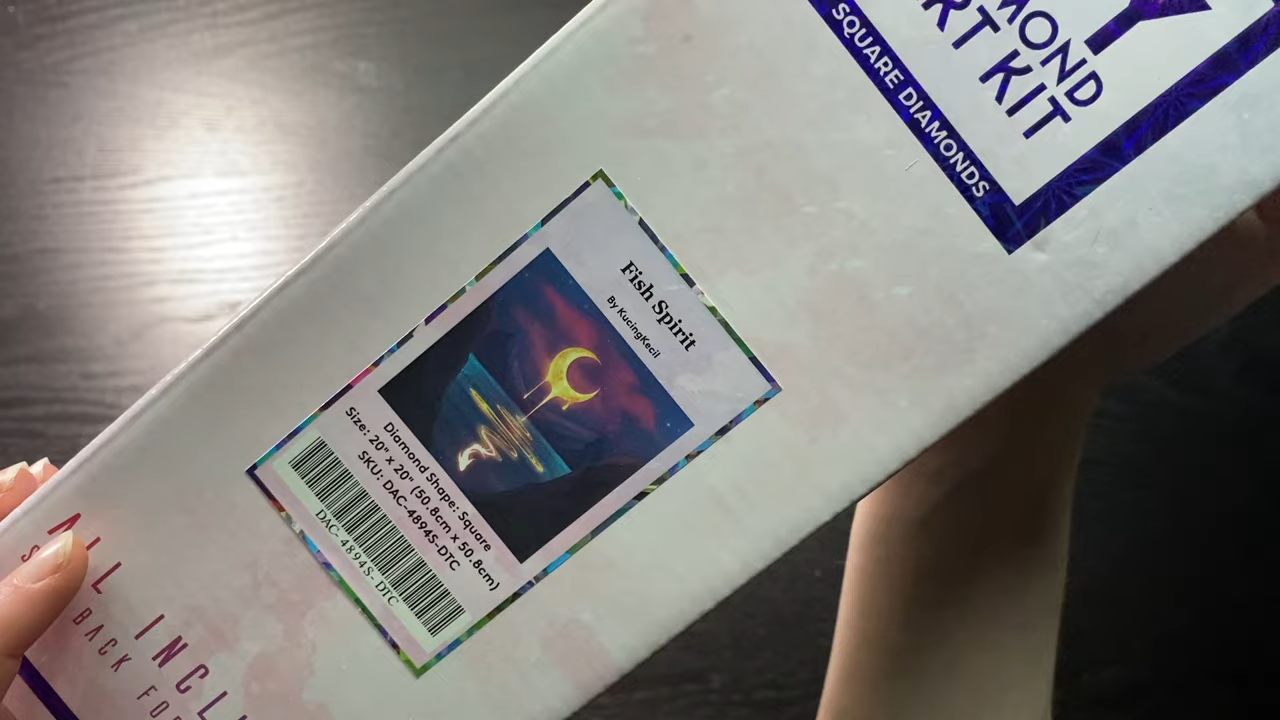 MOND
RT KIT
SQUARE DIAMONDS
Fish Spirit
By KucingKecil
Diamond Shape: Square
Size: 20" x 20" (50.8cm x 50.8cm)
SKU: DAC-4894S-DTC
DAC- 4894S- DTC
ALL INCL
BACK FOR